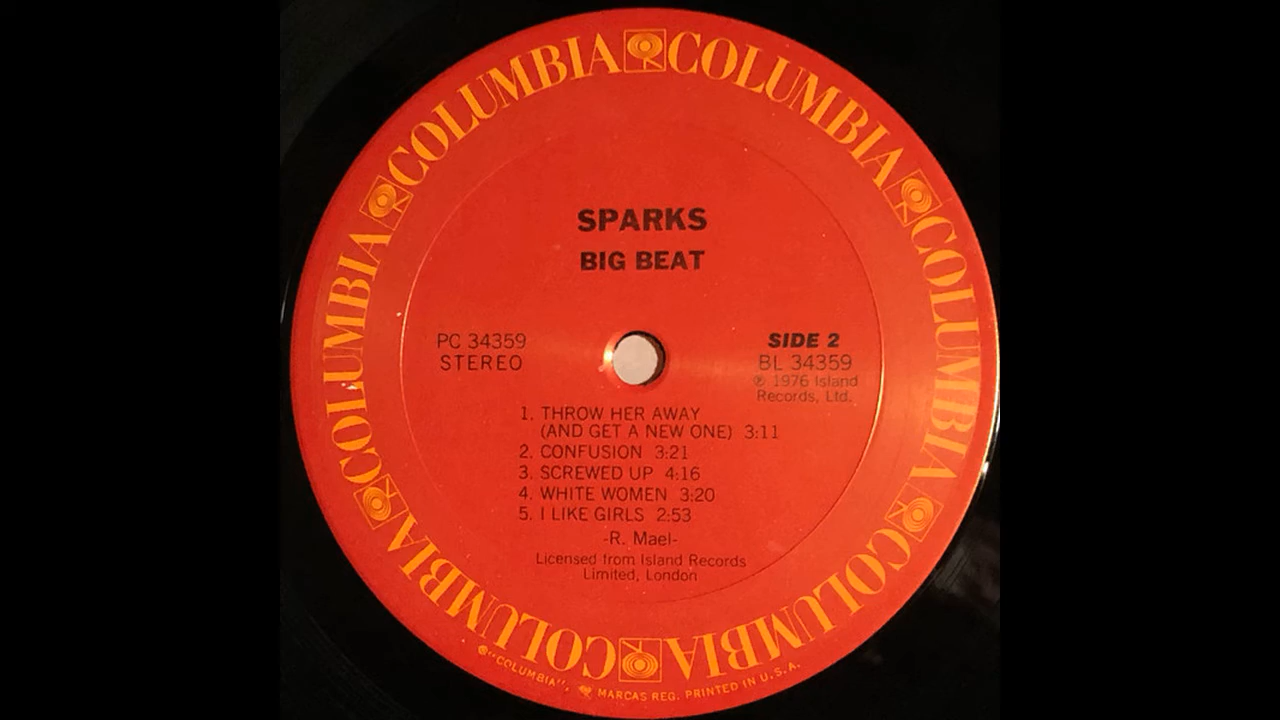 COLUMBIA COLUMBIA COLUMBIA COLUMBIA COLUMBIA COLUMBIA
SPARKS
BIG BEAT
PC 34359
STEREO
SIDE 2
BL 34359
℗ 1976 Island
Records, Ltd.
1. THROW HER AWAY
(AND GET A NEW ONE) 3:11
2. CONFUSION 3:21
3. SCREWED UP 4:16
4. WHITE WOMEN 3:20
5. I LIKE GIRLS 2:53
-R. Mael-
Licensed from Island Records
Limited, London
®"COLUMBIA", MARCAS REG. PRINTED IN U.S.A.